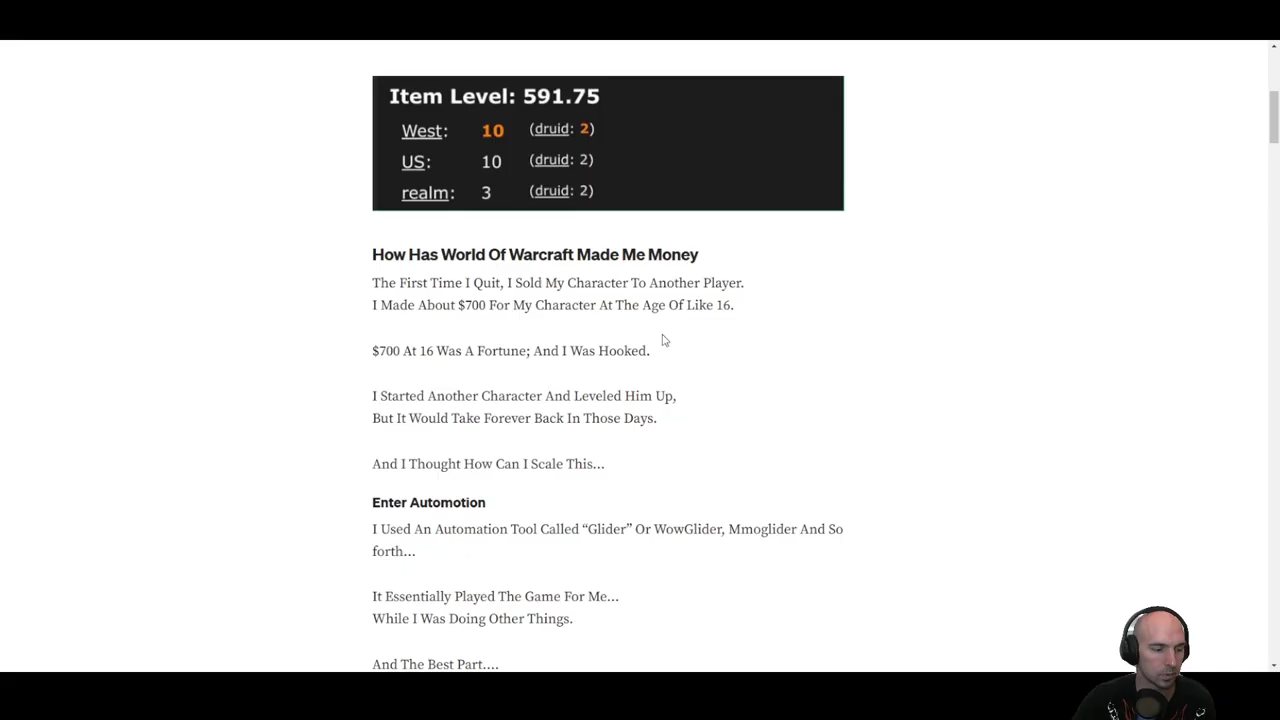 Item Level: 591.75
West: 10 (druid: 2)
US: 10 (druid: 2)
realm: 3 (druid: 2)
How Has World Of Warcraft Made Me Money
The First Time I Quit, I Sold My Character To Another Player.
I Made About $700 For My Character At The Age Of Like 16.
$700 At 16 Was A Fortune; And I Was Hooked.
I Started Another Character And Leveled Him Up,
But It Would Take Forever Back In Those Days.
And I Thought How Can I Scale This...
Enter Automotion
I Used An Automation Tool Called “Glider” Or WowGlider, Mmoglider And So
forth...
It Essentially Played The Game For Me...
While I Was Doing Other Things.
And The Best Part....